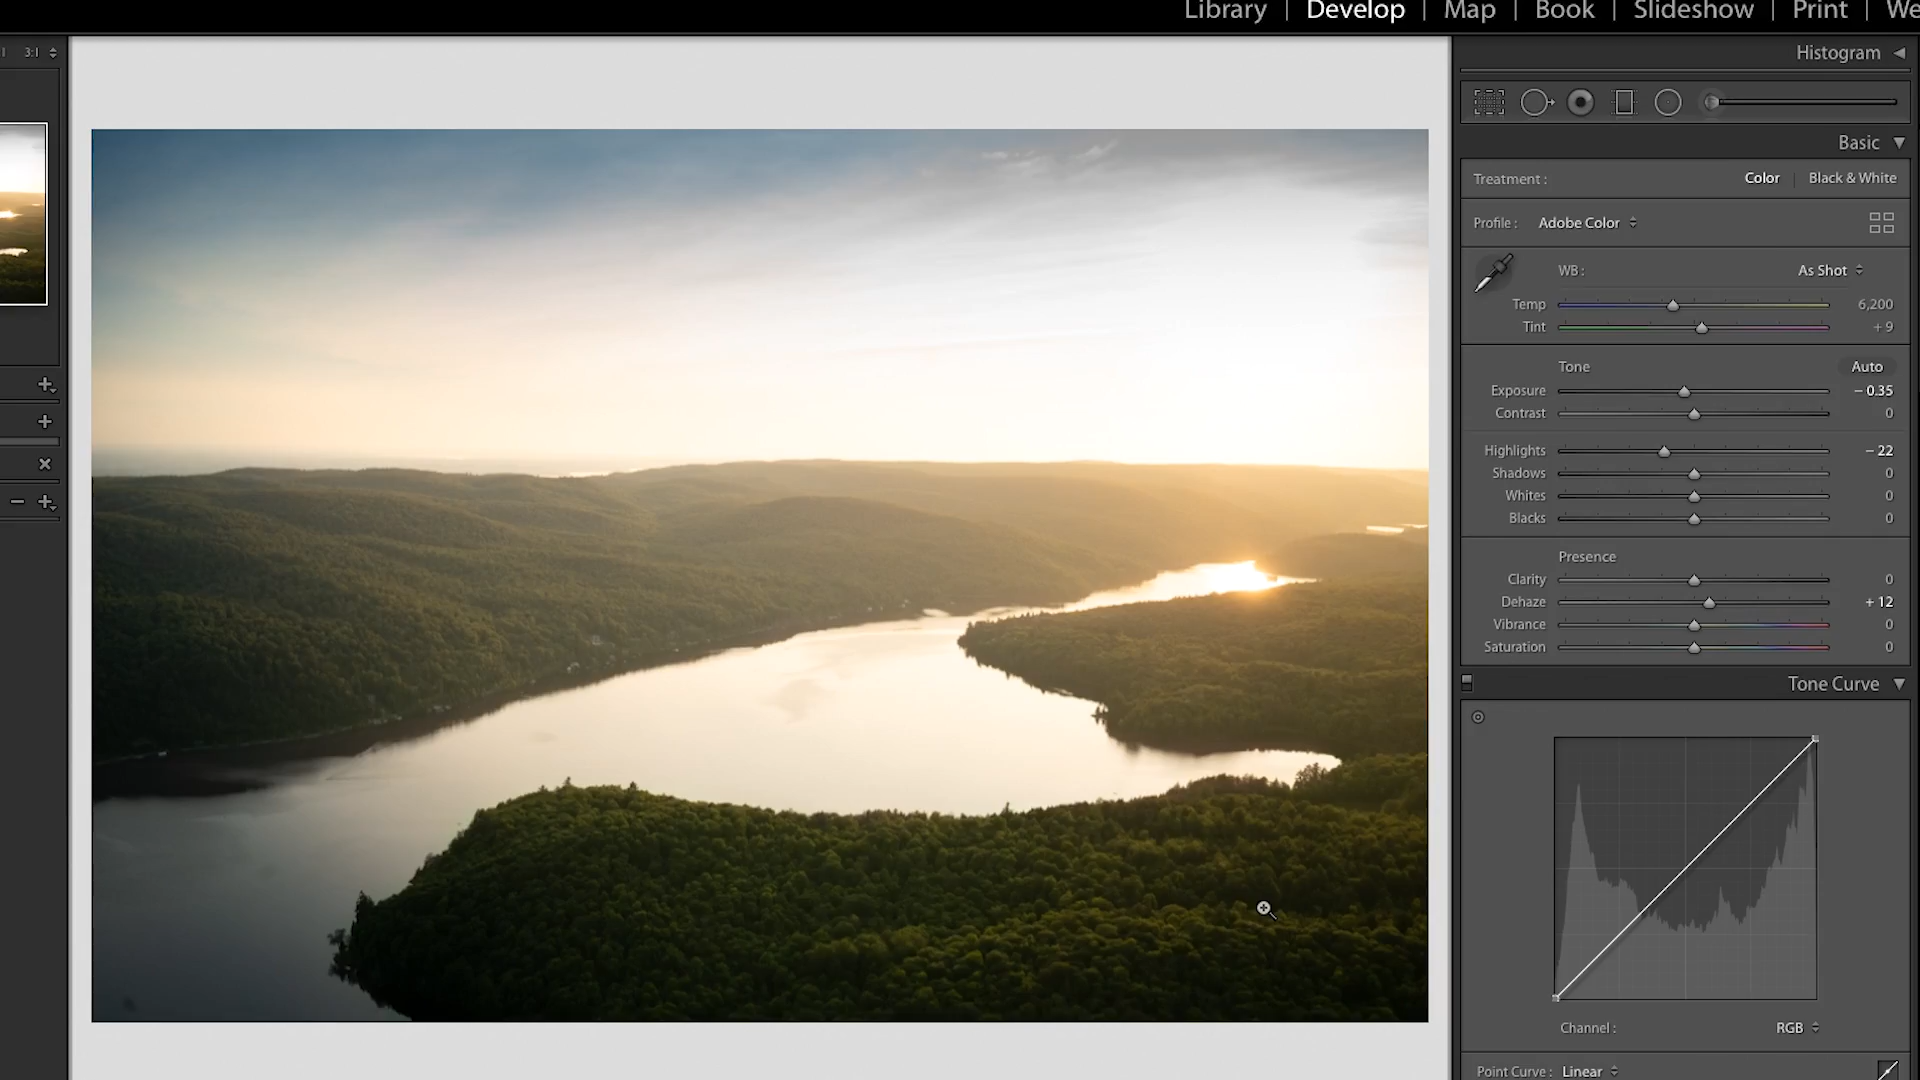 Library | Develop | Map | Book | Slideshow | Print | We
3:1
Histogram
Basic
Treatment : Color | Black & White
Profile : Adobe Color
WB : As Shot
Temp 6,200
Tint + 9
Tone Auto
Exposure − 0.35
Contrast 0
Highlights − 22
Shadows 0
Whites 0
Blacks 0
Presence
Clarity 0
Dehaze + 12
Vibrance 0
Saturation 0
Tone Curve
Channel : RGB
Point Curve : Linear